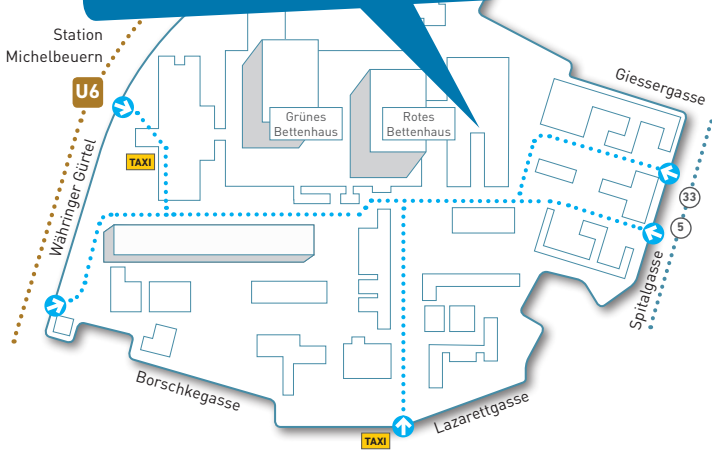 Station
Michelbeuern
U6
Giessergasse
Grünes
Bettenhaus
Rotes
Bettenhaus
TAXI
Währinger Gürtel
33
5
Spitalgasse
Borschkegasse
Lazarettgasse
TAXI